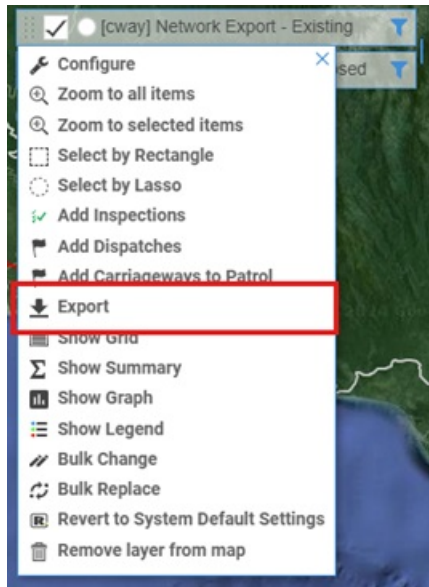 [cway] Network Export - Existing
sed
Configure
Zoom to all items
Zoom to selected items
Select by Rectangle
Select by Lasso
Add Inspections
Add Dispatches
Add Carriageways to Patrol
Export
Show Grid
Show Summary
Show Graph
Show Legend
Bulk Change
Bulk Replace
Revert to System Default Settings
Remove layer from map